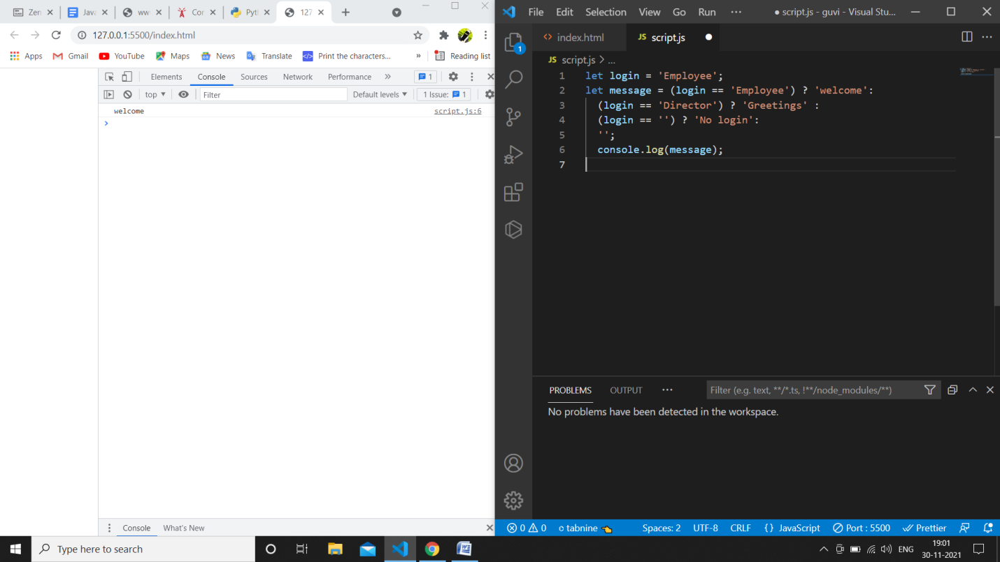 Zen
Java
ww
Cor
Pytl
127
127.0.0.1:5500/index.html
Apps
Gmail
YouTube
Maps
News
Translate
Print the characters...
»
Reading list
Elements
Console
Sources
Network
Performance
»
1
top ▼
Filter
Default levels ▼
1 Issue: 1
welcome
script.js:6
Console
What's New
File Edit Selection View Go Run ···
● script.js - guvi - Visual Stu...
index.html
JS script.js
JS script.js > ...
1
1 let login = 'Employee';
2 let message = (login == 'Employee') ? 'welcome':
3 (login == 'Director') ? 'Greetings' :
4 (login == '') ? 'No login':
5 '';
6 console.log(message);
7
PROBLEMS
OUTPUT
···
Filter (e.g. text, **/*.ts, !**/node_modules/**)
No problems have been detected in the workspace.
0 0
tabnine
Spaces: 2
UTF-8
CRLF
{ } JavaScript
Port : 5500
Prettier
Type here to search
ENG
19:01
30-11-2021